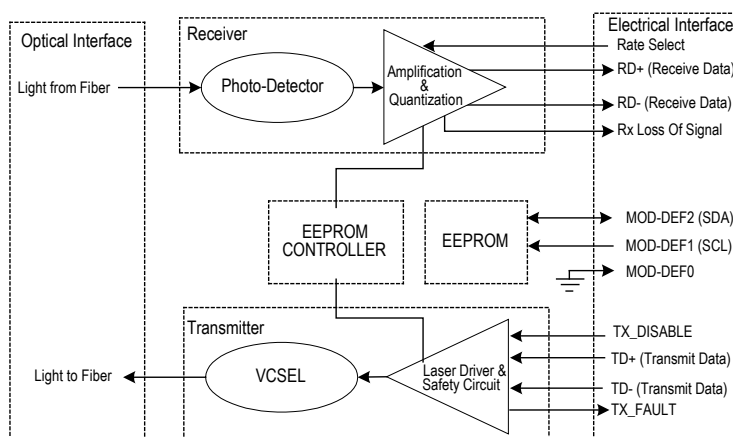 Optical Interface
Light from Fiber
Light to Fiber
Receiver
Photo-Detector
Amplification
&
Quantization
EEPROM
CONTROLLER
EEPROM
Transmitter
VCSEL
Laser Driver &
Safety Circuit
Electrical Interface
Rate Select
RD+ (Receive Data)
RD- (Receive Data)
Rx Loss Of Signal
MOD-DEF2 (SDA)
MOD-DEF1 (SCL)
MOD-DEF0
TX_DISABLE
TD+ (Transmit Data)
TD- (Transmit Data)
TX_FAULT